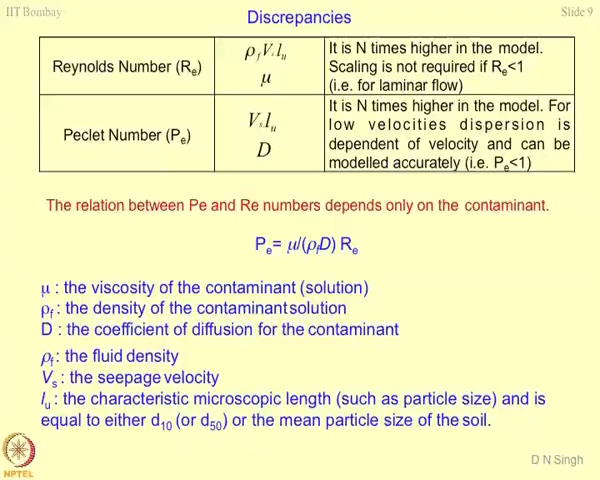 IIT Bombay
Discrepancies
Slide 9
Reynolds Number (Re)
ρf Vs lu
μ
It is N times higher in the model.
Scaling is not required if Re<1
(i.e. for laminar flow)
Peclet Number (Pe)
Vs lu
D
It is N times higher in the model. For
low velocities dispersion is
dependent of velocity and can be
modelled accurately (i.e. Pe<1)
The relation between Pe and Re numbers depends only on the contaminant.
Pe= μ/(ρfD) Re
μ : the viscosity of the contaminant (solution)
ρf : the density of the contaminant solution
D : the coefficient of diffusion for the contaminant
ρf : the fluid density
Vs : the seepage velocity
lu : the characteristic microscopic length (such as particle size) and is
equal to either d10 (or d50) or the mean particle size of the soil.
NPTEL
D N Singh